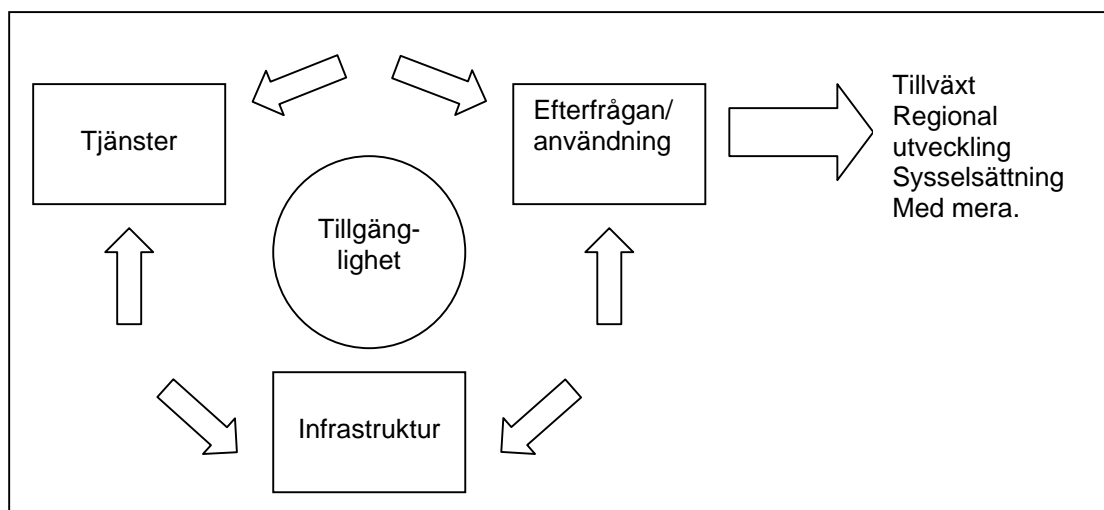 Tjänster
Efterfrågan/
användning
Tillväxt
Regional
utveckling
Sysselsättning
Med mera.
Tillgäng-
lighet
Infrastruktur